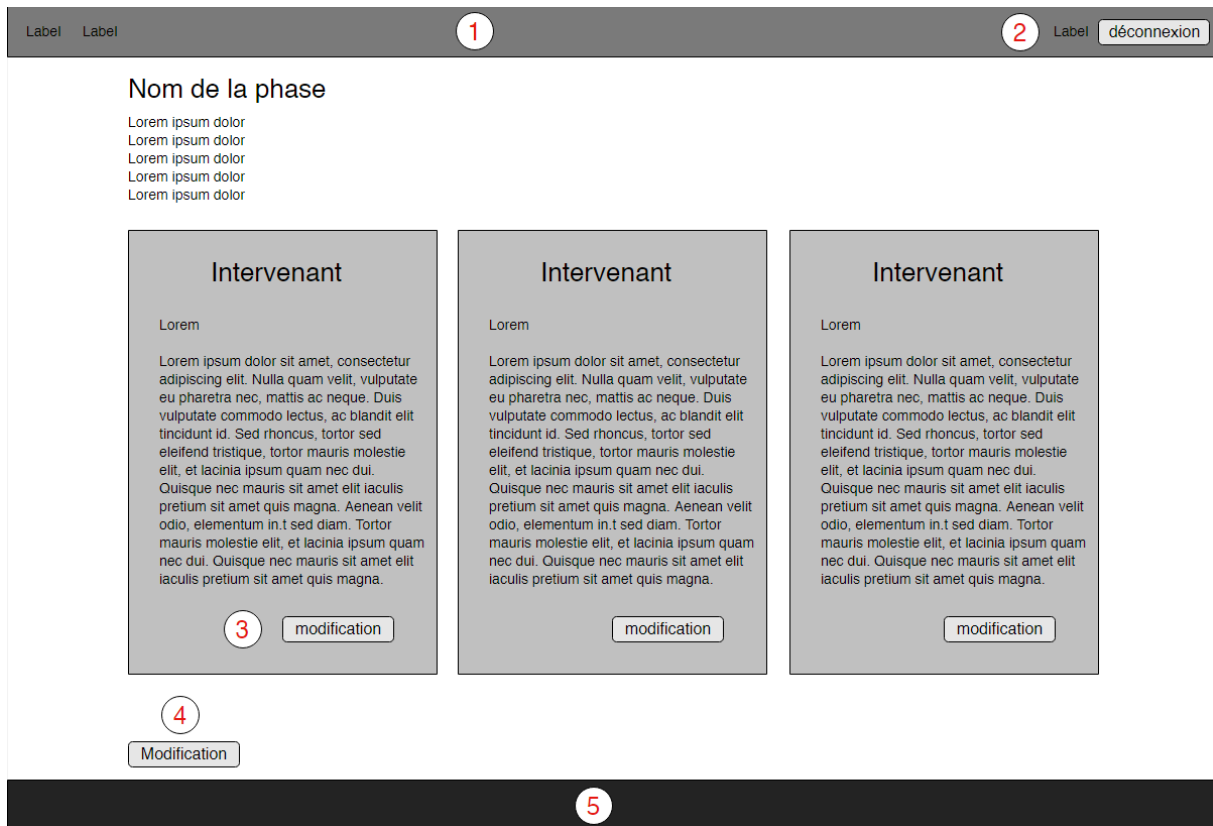 Label Label 1 2 Label déconnexion
Nom de la phase
Lorem ipsum dolor
Lorem ipsum dolor
Lorem ipsum dolor
Lorem ipsum dolor
Lorem ipsum dolor
Intervenant
Lorem
Lorem ipsum dolor sit amet, consectetur
adipiscing elit. Nulla quam velit, vulputate
eu pharetra nec, mattis ac neque. Duis
vulputate commodo lectus, ac blandit elit
tincidunt id. Sed rhoncus, tortor sed
eleifend tristique, tortor mauris molestie
elit, et lacinia ipsum quam nec dui.
Quisque nec mauris sit amet elit iaculis
pretium sit amet quis magna. Aenean velit
odio, elementum in.t sed diam. Tortor
mauris molestie elit, et lacinia ipsum quam
nec dui. Quisque nec mauris sit amet elit
iaculis pretium sit amet quis magna.
3 modification
Intervenant
Lorem
Lorem ipsum dolor sit amet, consectetur
adipiscing elit. Nulla quam velit, vulputate
eu pharetra nec, mattis ac neque. Duis
vulputate commodo lectus, ac blandit elit
tincidunt id. Sed rhoncus, tortor sed
eleifend tristique, tortor mauris molestie
elit, et lacinia ipsum quam nec dui.
Quisque nec mauris sit amet elit iaculis
pretium sit amet quis magna. Aenean velit
odio, elementum in.t sed diam. Tortor
mauris molestie elit, et lacinia ipsum quam
nec dui. Quisque nec mauris sit amet elit
iaculis pretium sit amet quis magna.
modification
Intervenant
Lorem
Lorem ipsum dolor sit amet, consectetur
adipiscing elit. Nulla quam velit, vulputate
eu pharetra nec, mattis ac neque. Duis
vulputate commodo lectus, ac blandit elit
tincidunt id. Sed rhoncus, tortor sed
eleifend tristique, tortor mauris molestie
elit, et lacinia ipsum quam nec dui.
Quisque nec mauris sit amet elit iaculis
pretium sit amet quis magna. Aenean velit
odio, elementum in.t sed diam. Tortor
mauris molestie elit, et lacinia ipsum quam
nec dui. Quisque nec mauris sit amet elit
iaculis pretium sit amet quis magna.
modification
4
Modification
5